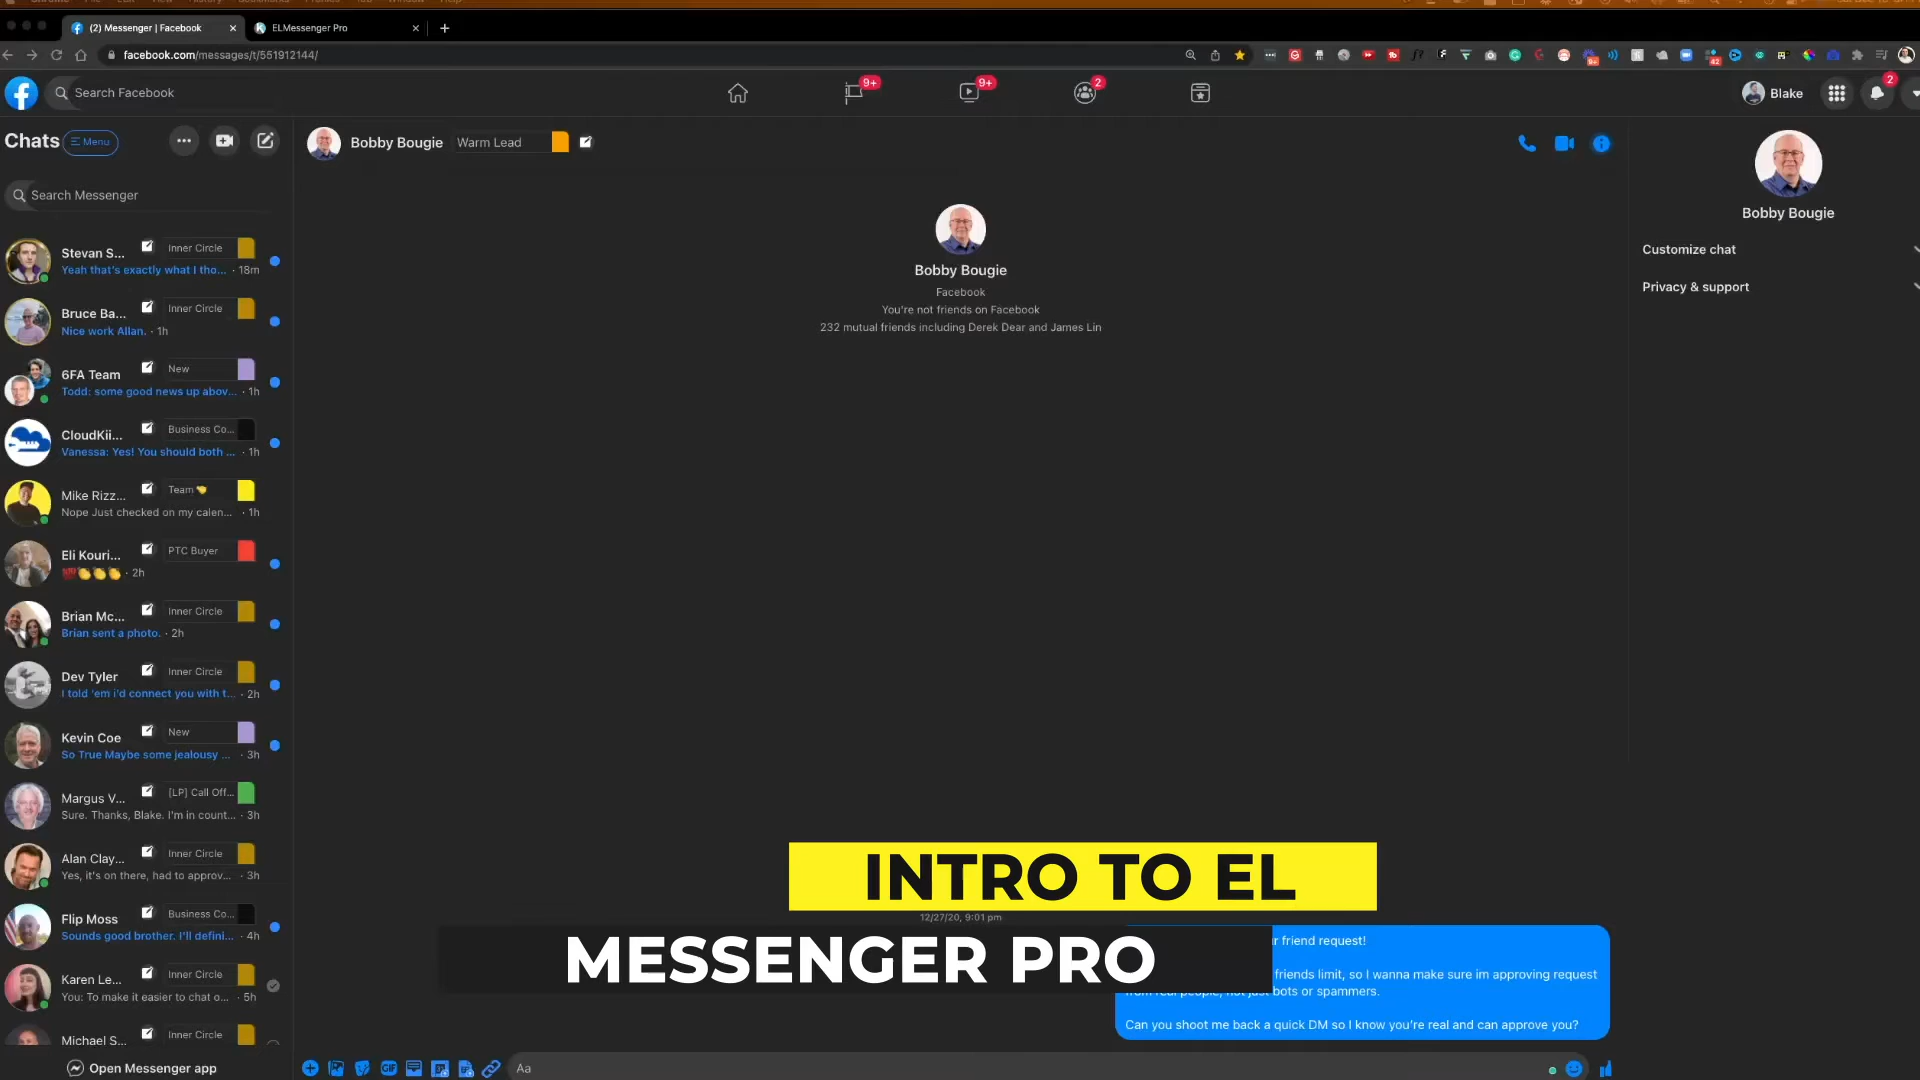 (2) Messenger | Facebook
ELMessenger Pro
facebook.com/messages/t/551912144/
42
Search Facebook
9+
9+
2
Blake
2
Chats
Menu
Search Messenger
Stevan S...
Inner Circle
Yeah that's exactly what I tho... · 18m
Bruce Ba...
Inner Circle
Nice work Allan. · 1h
6FA Team
New
Todd: some good news up abov... · 1h
CloudKii...
Business Co...
Vanessa: Yes! You should both ... · 1h
Mike Rizz...
Team
Nope Just checked on my calen... · 1h
Eli Kouri...
PTC Buyer
💯👏👏👏 · 2h
Brian Mc...
Inner Circle
Brian sent a photo. · 2h
Dev Tyler
Inner Circle
I told 'em i'd connect you with t... · 2h
Kevin Coe
New
So True Maybe some jealousy ... · 3h
Margus V...
[LP] Call Off...
Sure. Thanks, Blake. I'm in count... · 3h
Alan Clay...
Inner Circle
Yes, it's on there, had to approv... · 3h
Flip Moss
Business Co...
Sounds good brother. I'll defini... · 4h
Karen Le...
Inner Circle
You: To make it easier to chat o... · 5h
Michael S...
Inner Circle
Open Messenger app
Bobby Bougie
Warm Lead
Bobby Bougie
Facebook
You're not friends on Facebook
232 mutual friends including Derek Dear and James Lin
INTRO TO EL
12/27/20, 9:01 pm
MESSENGER PRO
r friend request!
friends limit, so I wanna make sure im approving request
from real people, not just bots or spammers.
Can you shoot me back a quick DM so I know you're real and can approve you?
GIF
Aa
Bobby Bougie
Customize chat
Privacy & support